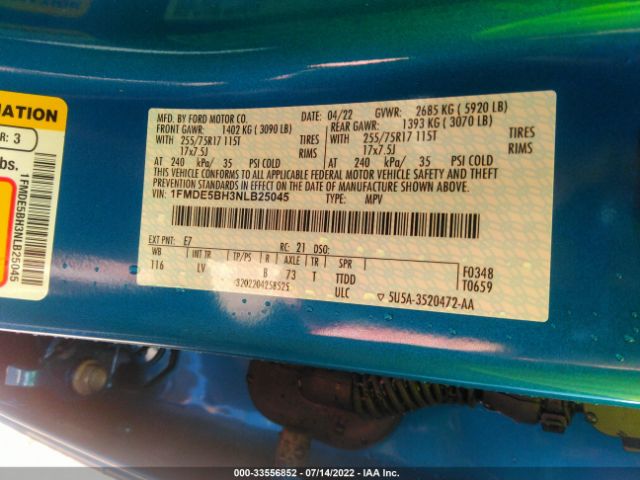 NATION
R: 3
bs.
1FMDE5BH3NLB25045
MFD. BY FORD MOTOR CO. 04/22 GVWR: 2685 KG ( 5920 LB)
FRONT GAWR: 1402 KG ( 3090 LB) REAR GAWR: 1393 KG ( 3070 LB)
WITH 255/75R17 115T TIRES WITH 255/75R17 115T TIRES
17x7.5J RIMS 17x7.5J RIMS
AT 240 kPa/ 35 PSI COLD AT 240 kPa/ 35 PSI COLD
THIS VEHICLE CONFORMS TO ALL APPLICABLE FEDERAL MOTOR VEHICLE SAFETY AND THEFT
PREVENTION STANDARDS IN EFFECT ON THE DATE OF MANUFACTURE SHOWN ABOVE.
VIN: 1FMDE5BH3NLB25045 TYPE: MPV
EXT PNT: E7 RC: 21 DSO:
WB INT TR TP/PS R AXLE TR SPR F0348
116 LV B 73 T TTDD T0659
ULC ▽ 5U5A-3520472-AA
00-33556852 / 07/14/2022 / IAA Inc.